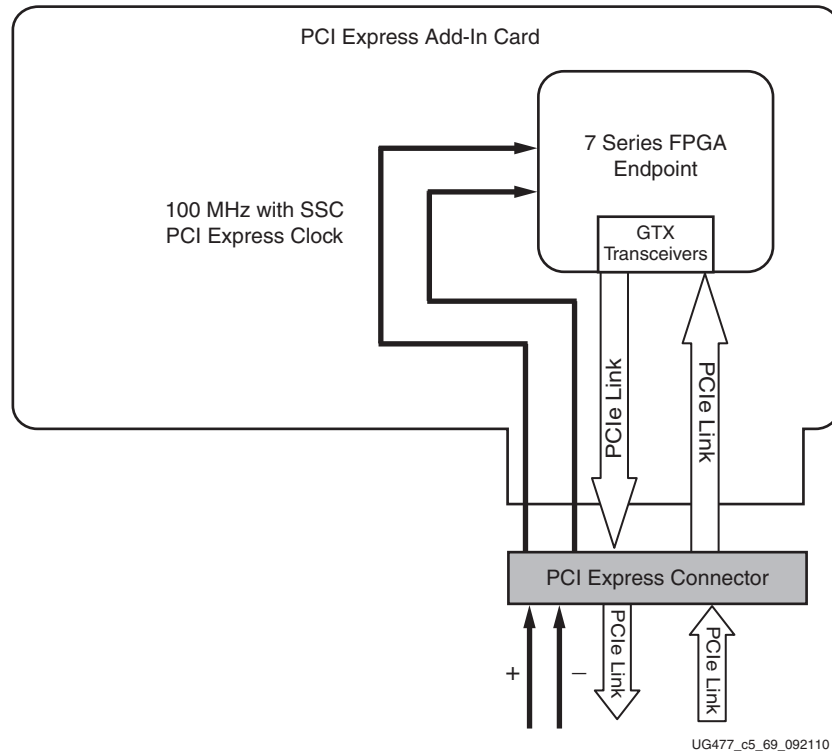 PCI Express Add-In Card
7 Series FPGA
Endpoint
100 MHz with SSC
PCI Express Clock
GTX
Transceivers
PCIe Link
PCIe Link
PCI Express Connector
+
–
PCIe Link
PCIe Link
UG477_c5_69_092110